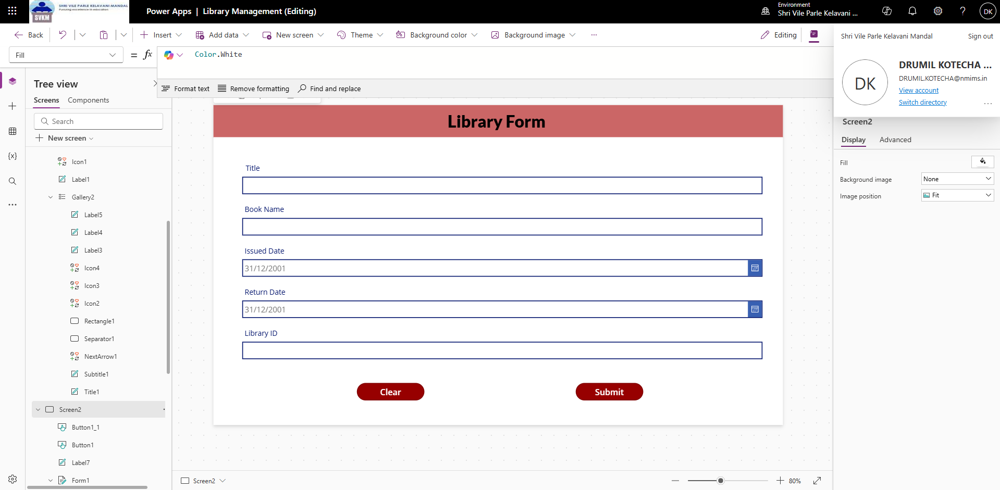 SHRI VILE PARLE KELAVANI MANDAL
Pursuing excellence in education
SVKM
Power Apps | Library Management (Editing)
Environment
Shri Vile Parle Kelavani ...
DK
Back
Insert
Add data
New screen
Theme
Background color
Background image
...
Editing
Shri Vile Parle Kelavani Mandal
Sign out
Fill
= fx
Color.White
DK
DRUMIL KOTECHA ...
DRUMIL.KOTECHA@nmims.in
View account
Switch directory
...
Format text
Remove formatting
Find and replace
Tree view
Screens
Components
Search
New screen
Icon1
Label1
Gallery2
Label5
Label4
Label3
Icon4
Icon3
Icon2
Rectangle1
Separator1
NextArrow1
Subtitle1
Title1
Screen2
Button1_1
Button1
Label7
Form1
Library Form
Title
Book Name
Issued Date
31/12/2001
Return Date
31/12/2001
Library ID
Clear
Submit
Screen2
80%
Screen2
Display
Advanced
Fill
Background image
None
Image position
Fit